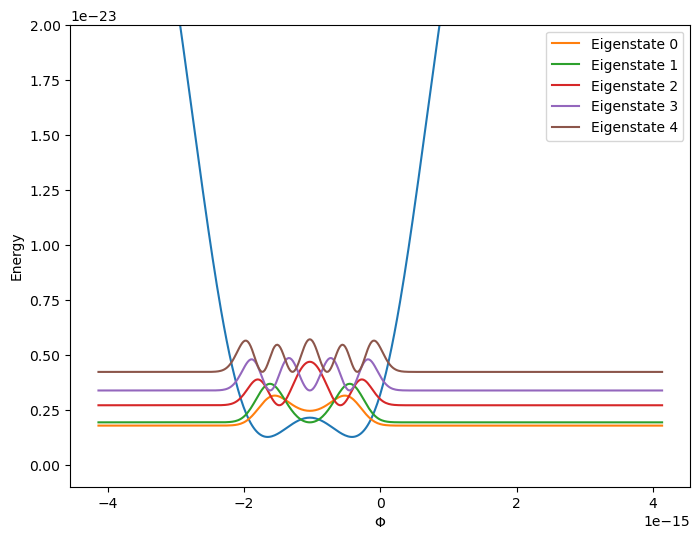 1e−23
2.00
1.75
1.50
1.25
1.00
0.75
0.50
0.25
0.00
Energy
Eigenstate 0
Eigenstate 1
Eigenstate 2
Eigenstate 3
Eigenstate 4
−4
−2
0
2
4
1e−15
Φ